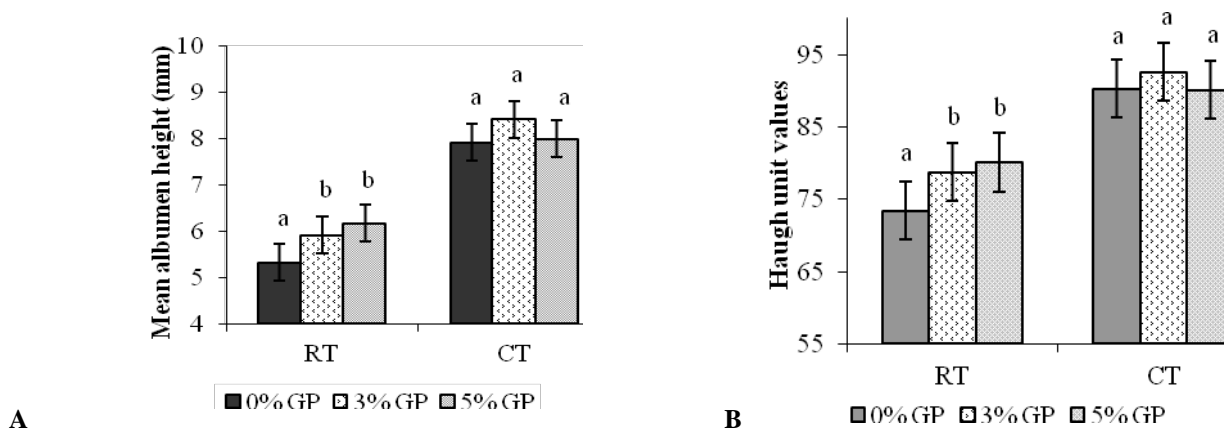 Mean albumen height (mm)
10
9
8
7
6
5
4
a
b
b
a
a
a
RT
CT
0% GP 3% GP 5% GP
A
Haugh unit values
95
85
75
65
55
a
b
b
a
a
a
RT
CT
0% GP 3% GP 5% GP
B